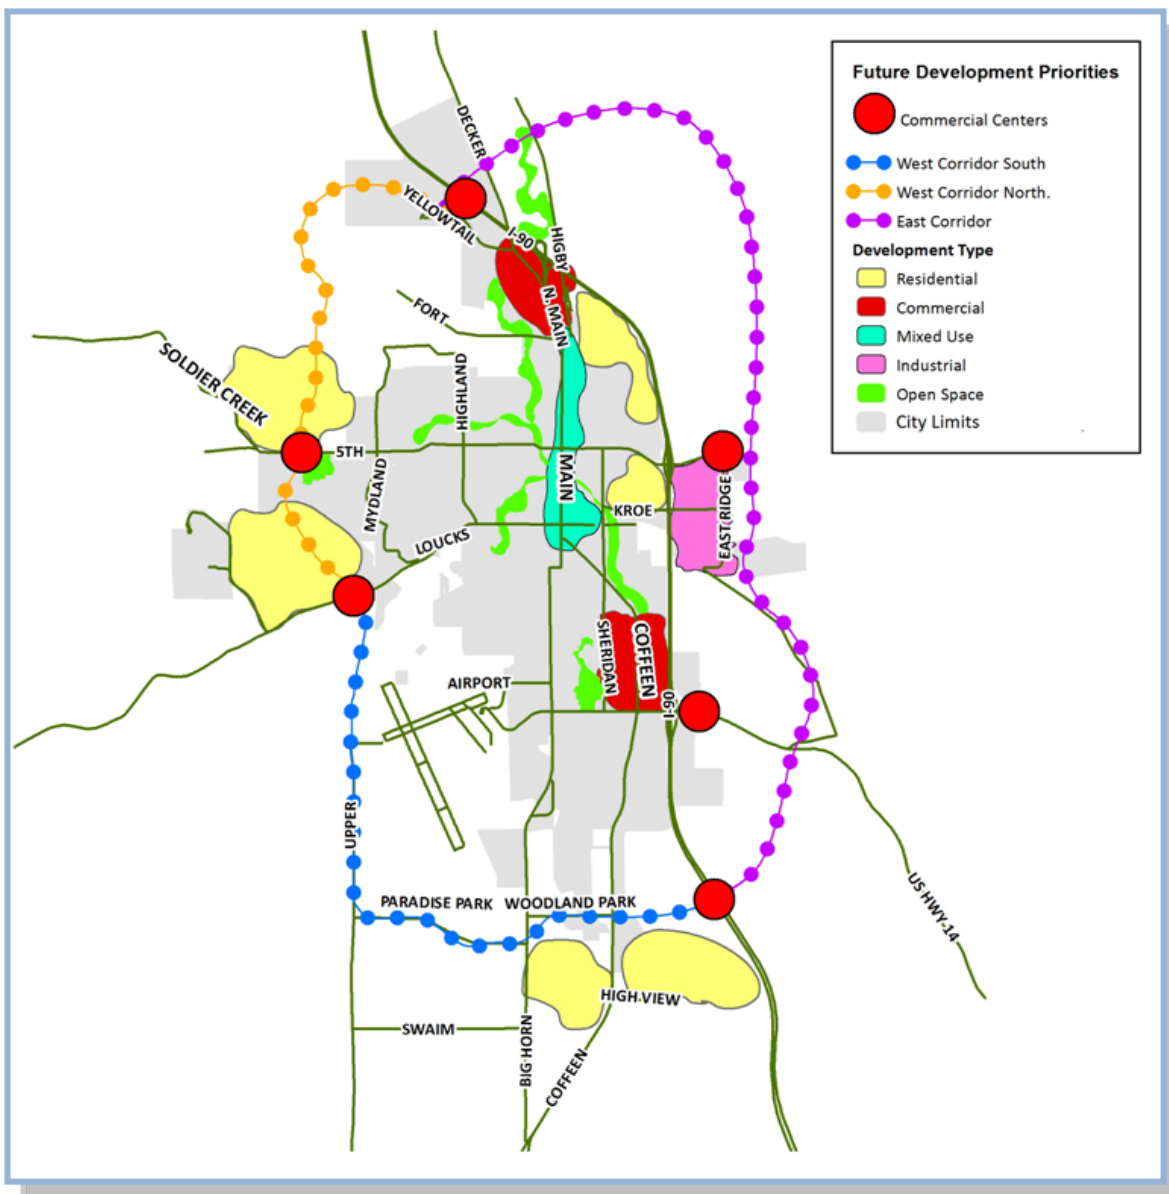 Future Development Priorities
Commercial Centers
West Corridor South
West Corridor North.
East Corridor
Development Type
Residential
Commercial
Mixed Use
Industrial
Open Space
City Limits
DECKER
YELLOWTAIL
I-90
HIGBY
N. MAIN
FORT
SOLDIER CREEK
HIGHLAND
5TH
MYDLAND
MAIN
KROE
EAST RIDGE
LOUCKS
SHERIDAN
COFFEEN
AIRPORT
I-90
UPPER
PARADISE PARK
WOODLAND PARK
US HWY-14
HIGH VIEW
SWAIM
BIG HORN
COFFEEN